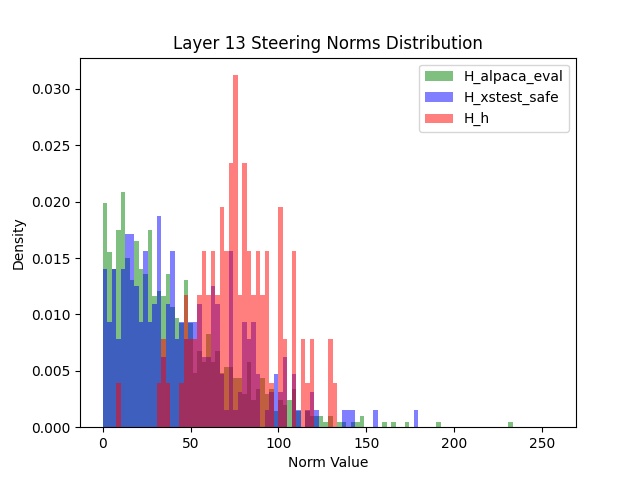 Layer 13 Steering Norms Distribution
H_alpaca_eval
H_xstest_safe
H_h
Density
0.030
0.025
0.020
0.015
0.010
0.005
0.000
0
50
100
150
200
250
Norm Value